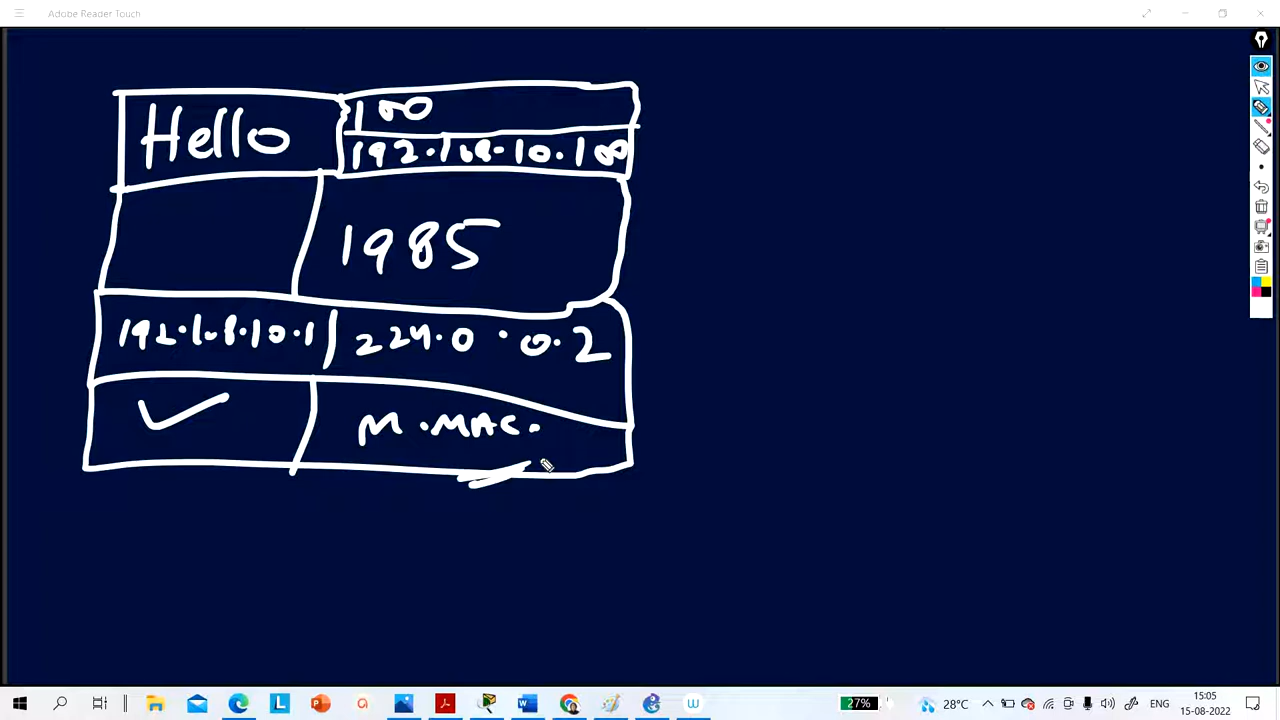 Adobe Reader Touch
Hello
100
192.168.10.100
1985
192.168.10.1
224.0.0.2
M.MAC.
27%
28°C
ENG
15:05
15-08-2022